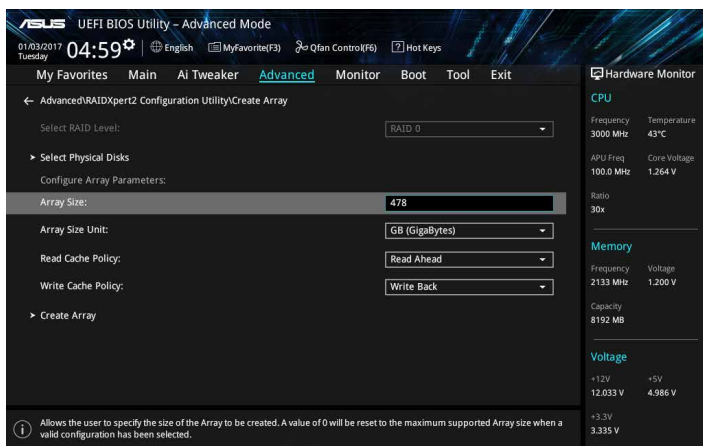 ASUS UEFI BIOS Utility – Advanced Mode
01/03/2017 Tuesday 04:59 English MyFavorite(F3) Qfan Control(F6) ? Hot Keys
My Favorites Main Ai Tweaker Advanced Monitor Boot Tool Exit
← Advanced\RAIDXpert2 Configuration Utility\Create Array
Select RAID Level: RAID 0
> Select Physical Disks
Configure Array Parameters:
Array Size: 478
Array Size Unit: GB (GigaBytes)
Read Cache Policy: Read Ahead
Write Cache Policy: Write Back
> Create Array
Allows the user to specify the size of the Array to be created. A value of 0 will be reset to the maximum supported Array size when a
valid configuration has been selected.
Hardware Monitor
CPU
Frequency Temperature
3000 MHz 43°C
APU Freq Core Voltage
100.0 MHz 1.264 V
Ratio
30x
Memory
Frequency Voltage
2133 MHz 1.200 V
Capacity
8192 MB
Voltage
+12V +5V
12.033 V 4.986 V
+3.3V
3.335 V